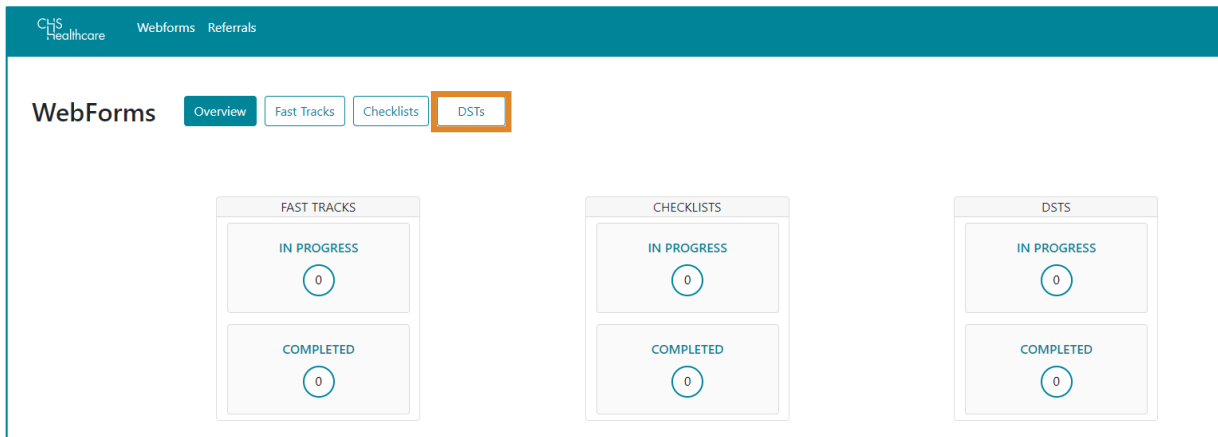 CHS
Healthcare
Webforms Referrals
WebForms Overview Fast Tracks Checklists DSTs
FAST TRACKS CHECKLISTS DSTS
IN PROGRESS IN PROGRESS IN PROGRESS
0 0 0
COMPLETED COMPLETED COMPLETED
0 0 0